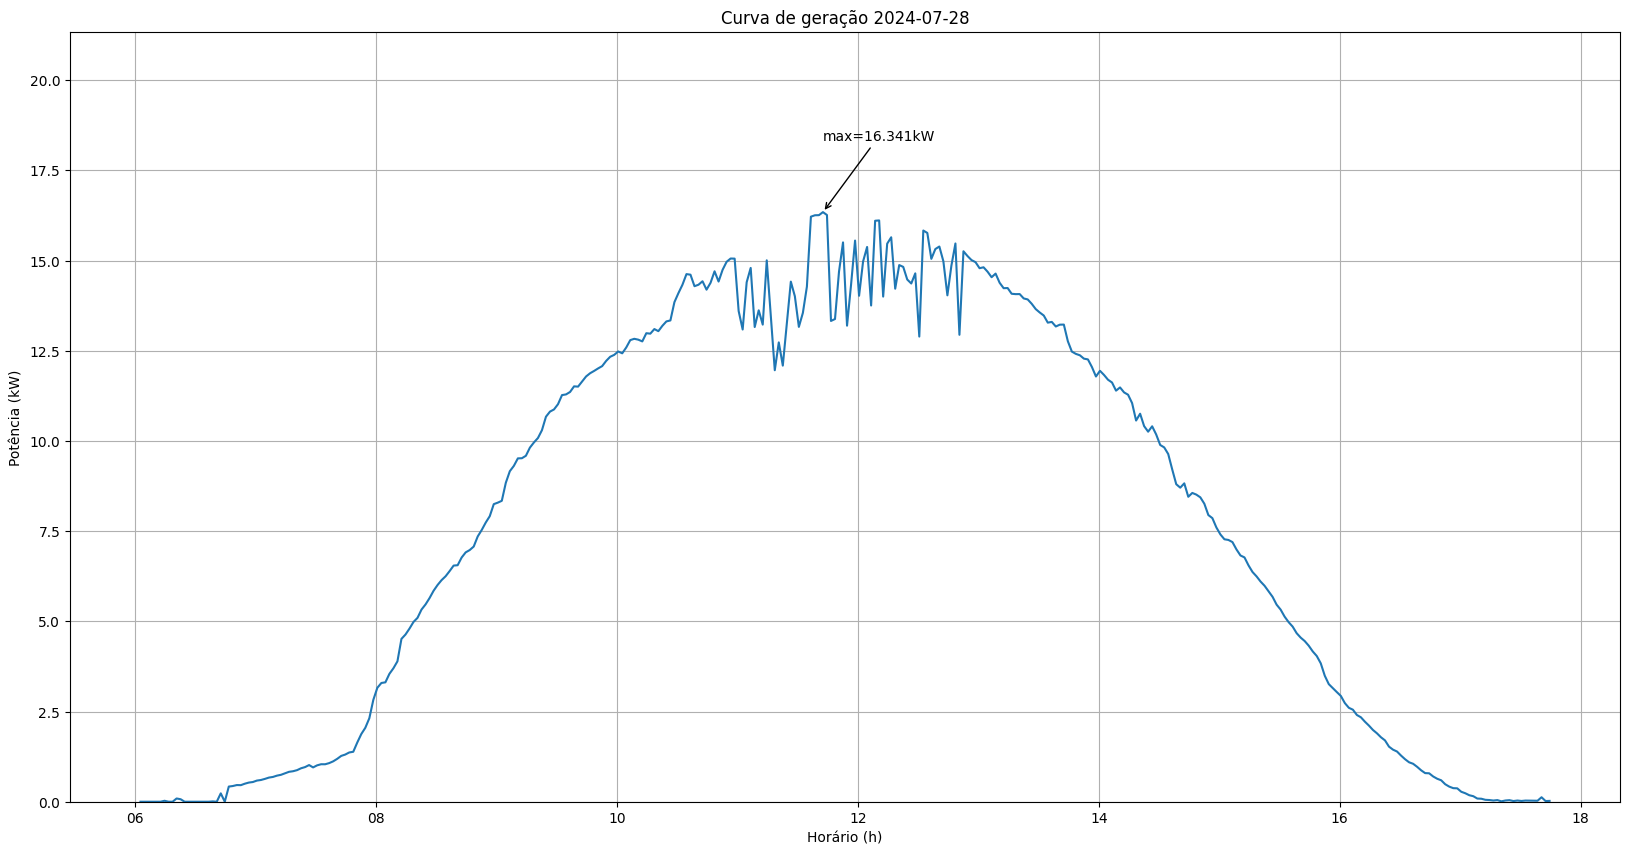 Curva de geração 2024-07-28
20.0
max=16.341kW
17.5
15.0
12.5
10.0
Potência (kW)
7.5
5.0
2.5
0.0
06 08 10 12 14 16 18
Horário (h)